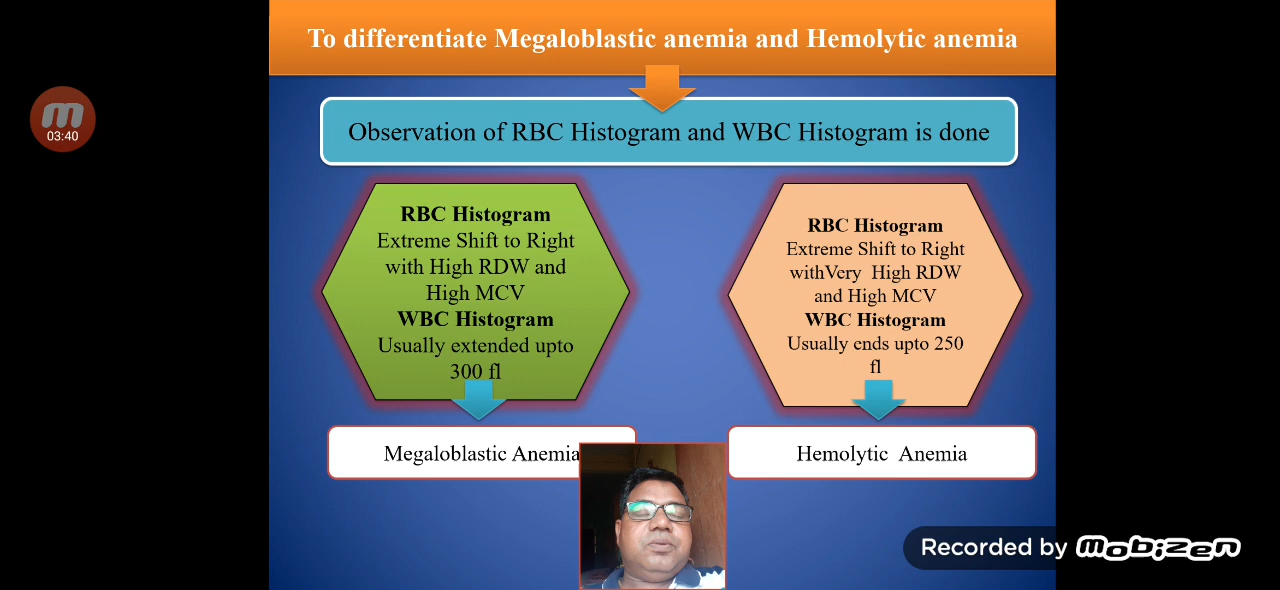 To differentiate Megaloblastic anemia and Hemolytic anemia
03:40
Observation of RBC Histogram and WBC Histogram is done
RBC Histogram
Extreme Shift to Right
with High RDW and
High MCV
WBC Histogram
Usually extended upto
300 fl
RBC Histogram
Extreme Shift to Right
withVery High RDW
and High MCV
WBC Histogram
Usually ends upto 250
fl
Megaloblastic Anemia
Hemolytic Anemia
Recorded by mobizen